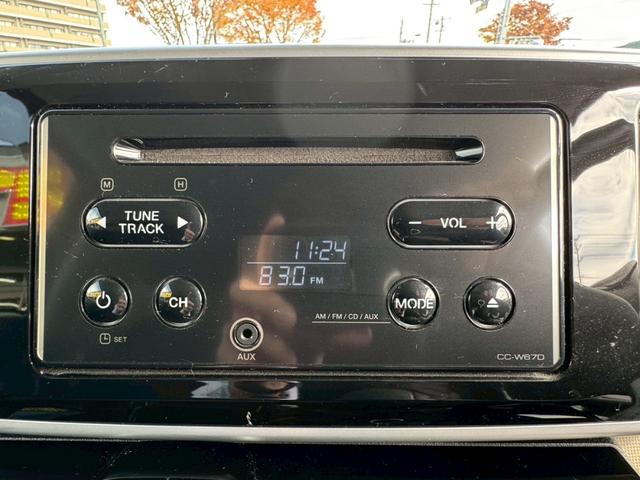 M H
◀ TUNE TRACK ▶
− VOL +
11:24
83.0 FM
CH
MODE
AM / FM / CD / AUX
SET
AUX
CC-W67D